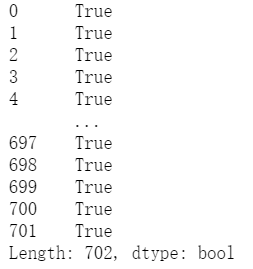 0 True
1 True
2 True
3 True
4 True
...
697 True
698 True
699 True
700 True
701 True
Length: 702, dtype: bool